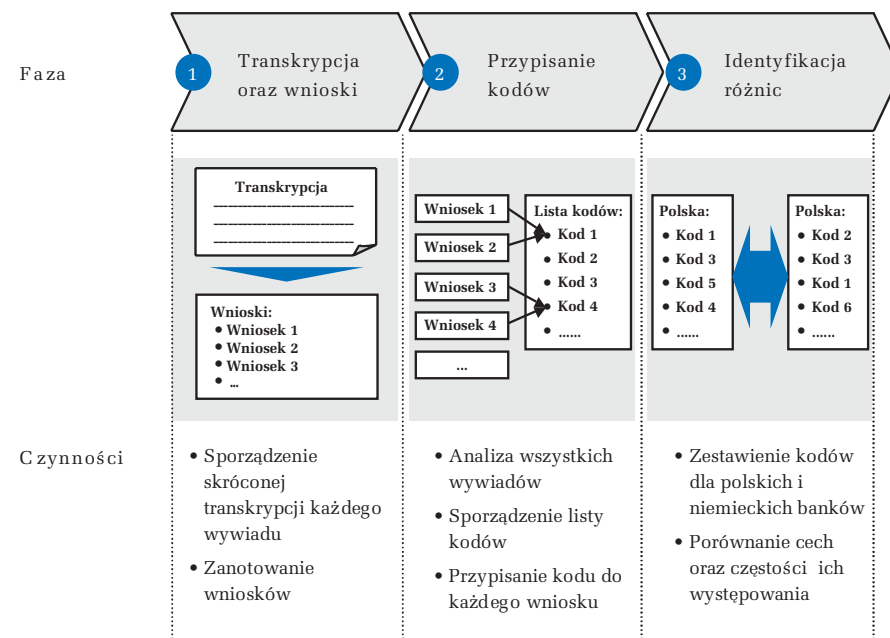 Faza
1
Transkrypcja
oraz wnioski
2
Przypisanie
kodów
3
Identyfikacja
różnic
Transkrypcja
Wnioski:
• Wniosek 1
• Wniosek 2
• Wniosek 3
• ...
Wniosek 1
Wniosek 2
Wniosek 3
Wniosek 4
...
Lista kodów:
• Kod 1
• Kod 2
• Kod 3
• Kod 4
• ......
Polska:
• Kod 1
• Kod 3
• Kod 5
• Kod 4
• ......
Polska:
• Kod 2
• Kod 3
• Kod 1
• Kod 6
• ......
Czynności
• Sporządzenie
skróconej
transkrypcji każdego
wywiadu
• Zanotowanie
wniosków
• Analiza wszystkich
wywiadów
• Sporządzenie listy
kodów
• Przypisanie kodu do
każdego wniosku
• Zestawienie kodów
dla polskich i
niemieckich banków
• Porównanie cech
oraz częstości ich
występowania